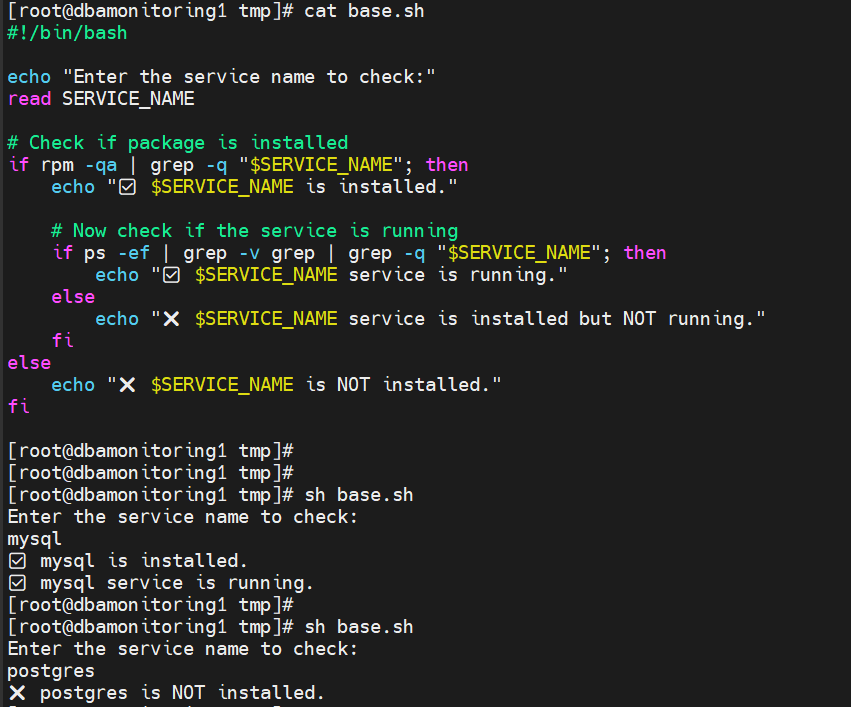 [root@dbamonitoring1 tmp]# cat base.sh
#!/bin/bash

echo "Enter the service name to check:"
read SERVICE_NAME

# Check if package is installed
if rpm -qa | grep -q "$SERVICE_NAME"; then
    echo "☑ $SERVICE_NAME is installed."

    # Now check if the service is running
    if ps -ef | grep -v grep | grep -q "$SERVICE_NAME"; then
        echo "☑ $SERVICE_NAME service is running."
    else
        echo "❌ $SERVICE_NAME service is installed but NOT running."
    fi
else
    echo "❌ $SERVICE_NAME is NOT installed."
fi

[root@dbamonitoring1 tmp]#
[root@dbamonitoring1 tmp]#
[root@dbamonitoring1 tmp]# sh base.sh
Enter the service name to check:
mysql
☑ mysql is installed.
☑ mysql service is running.
[root@dbamonitoring1 tmp]#
[root@dbamonitoring1 tmp]# sh base.sh
Enter the service name to check:
postgres
❌ postgres is NOT installed.